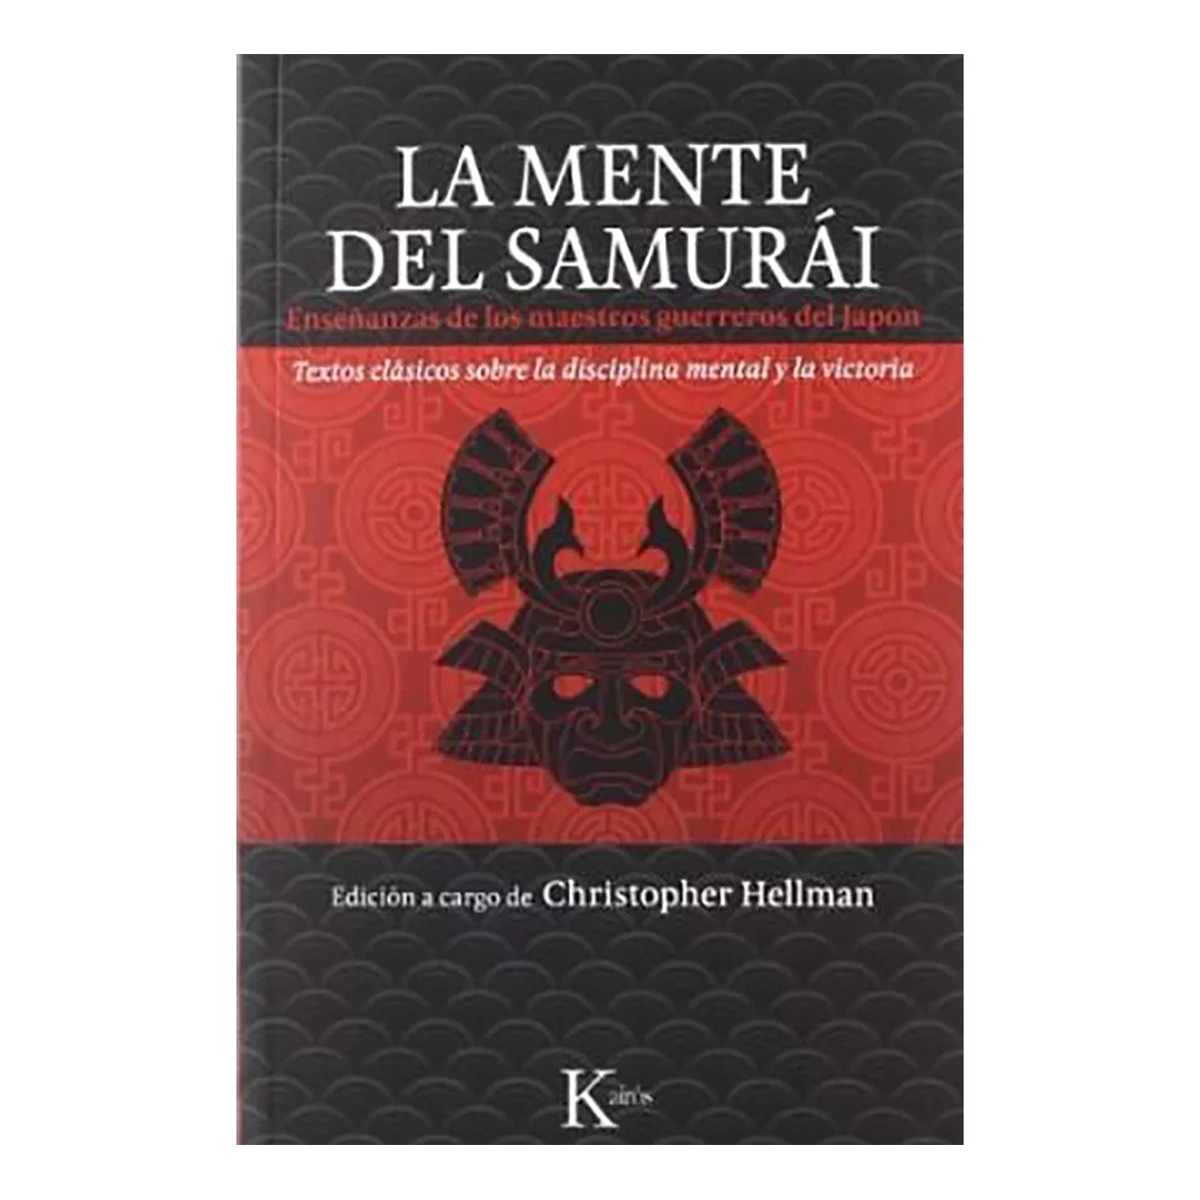 LA MENTE
DEL SAMURÁI
Enseñanzas de los maestros guerreros del Japón
Textos clásicos sobre la disciplina mental y la victoria
Edición a cargo de Christopher Hellman
Kairós